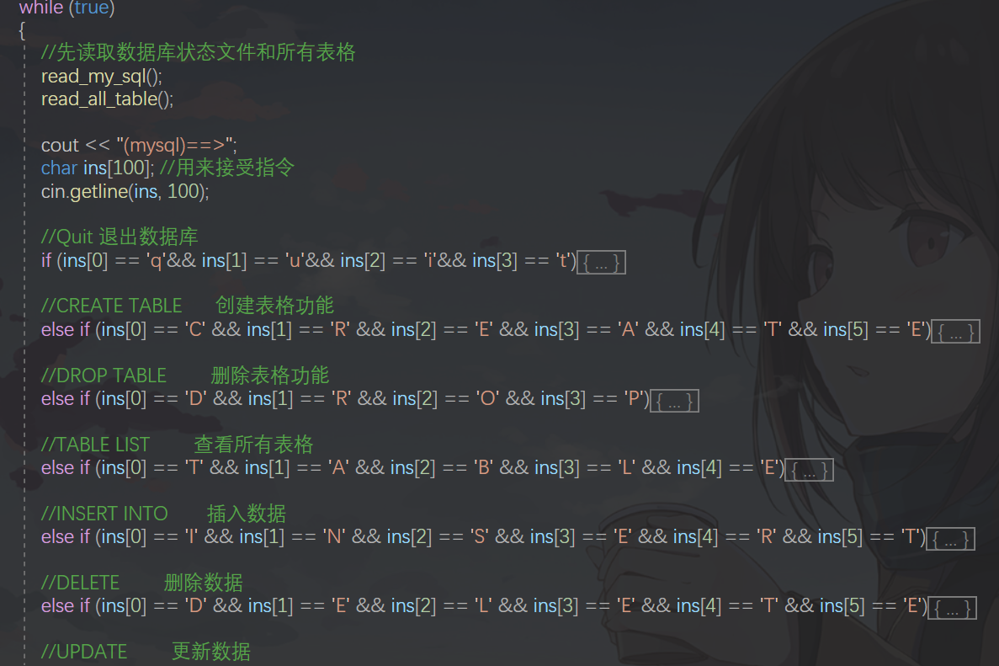 while (true)
{
//先读取数据库状态文件和所有表格
read_my_sql();
read_all_table();
cout << "(mysql)==>";
char ins[100]; //用来接受指令
cin.getline(ins, 100);
//Quit 退出数据库
if (ins[0] == 'q'&& ins[1] == 'u'&& ins[2] == 'i'&& ins[3] == 't'){ ... }
//CREATE TABLE 创建表格功能
else if (ins[0] == 'C' && ins[1] == 'R' && ins[2] == 'E' && ins[3] == 'A' && ins[4] == 'T' && ins[5] == 'E'){ ... }
//DROP TABLE 删除表格功能
else if (ins[0] == 'D' && ins[1] == 'R' && ins[2] == 'O' && ins[3] == 'P'){ ... }
//TABLE LIST 查看所有表格
else if (ins[0] == 'T' && ins[1] == 'A' && ins[2] == 'B' && ins[3] == 'L' && ins[4] == 'E'){ ... }
//INSERT INTO 插入数据
else if (ins[0] == 'I' && ins[1] == 'N' && ins[2] == 'S' && ins[3] == 'E' && ins[4] == 'R' && ins[5] == 'T'){ ... }
//DELETE 删除数据
else if (ins[0] == 'D' && ins[1] == 'E' && ins[2] == 'L' && ins[3] == 'E' && ins[4] == 'T' && ins[5] == 'E'){ ... }
//UPDATE 更新数据